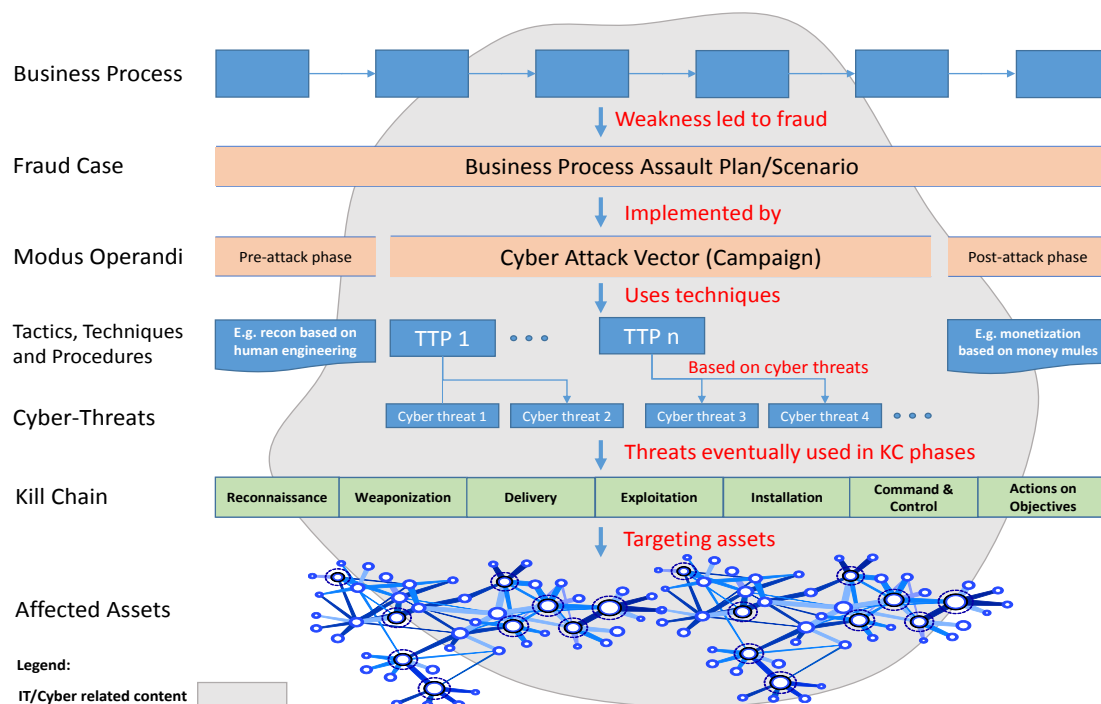 Business Process
Weakness led to fraud
Fraud Case
Business Process Assault Plan/Scenario
Implemented by
Modus Operandi
Pre-attack phase
Cyber Attack Vector (Campaign)
Post-attack phase
Uses techniques
Tactics, Techniques
and Procedures
E.g. recon based on
human engineering
TTP 1
TTP n
E.g. monetization
based on money mules
Based on cyber threats
Cyber-Threats
Cyber threat 1
Cyber threat 2
Cyber threat 3
Cyber threat 4
Threats eventually used in KC phases
Kill Chain
Reconnaissance
Weaponization
Delivery
Exploitation
Installation
Command &
Control
Actions on
Objectives
Targeting assets
Affected Assets
Legend:
IT/Cyber related content